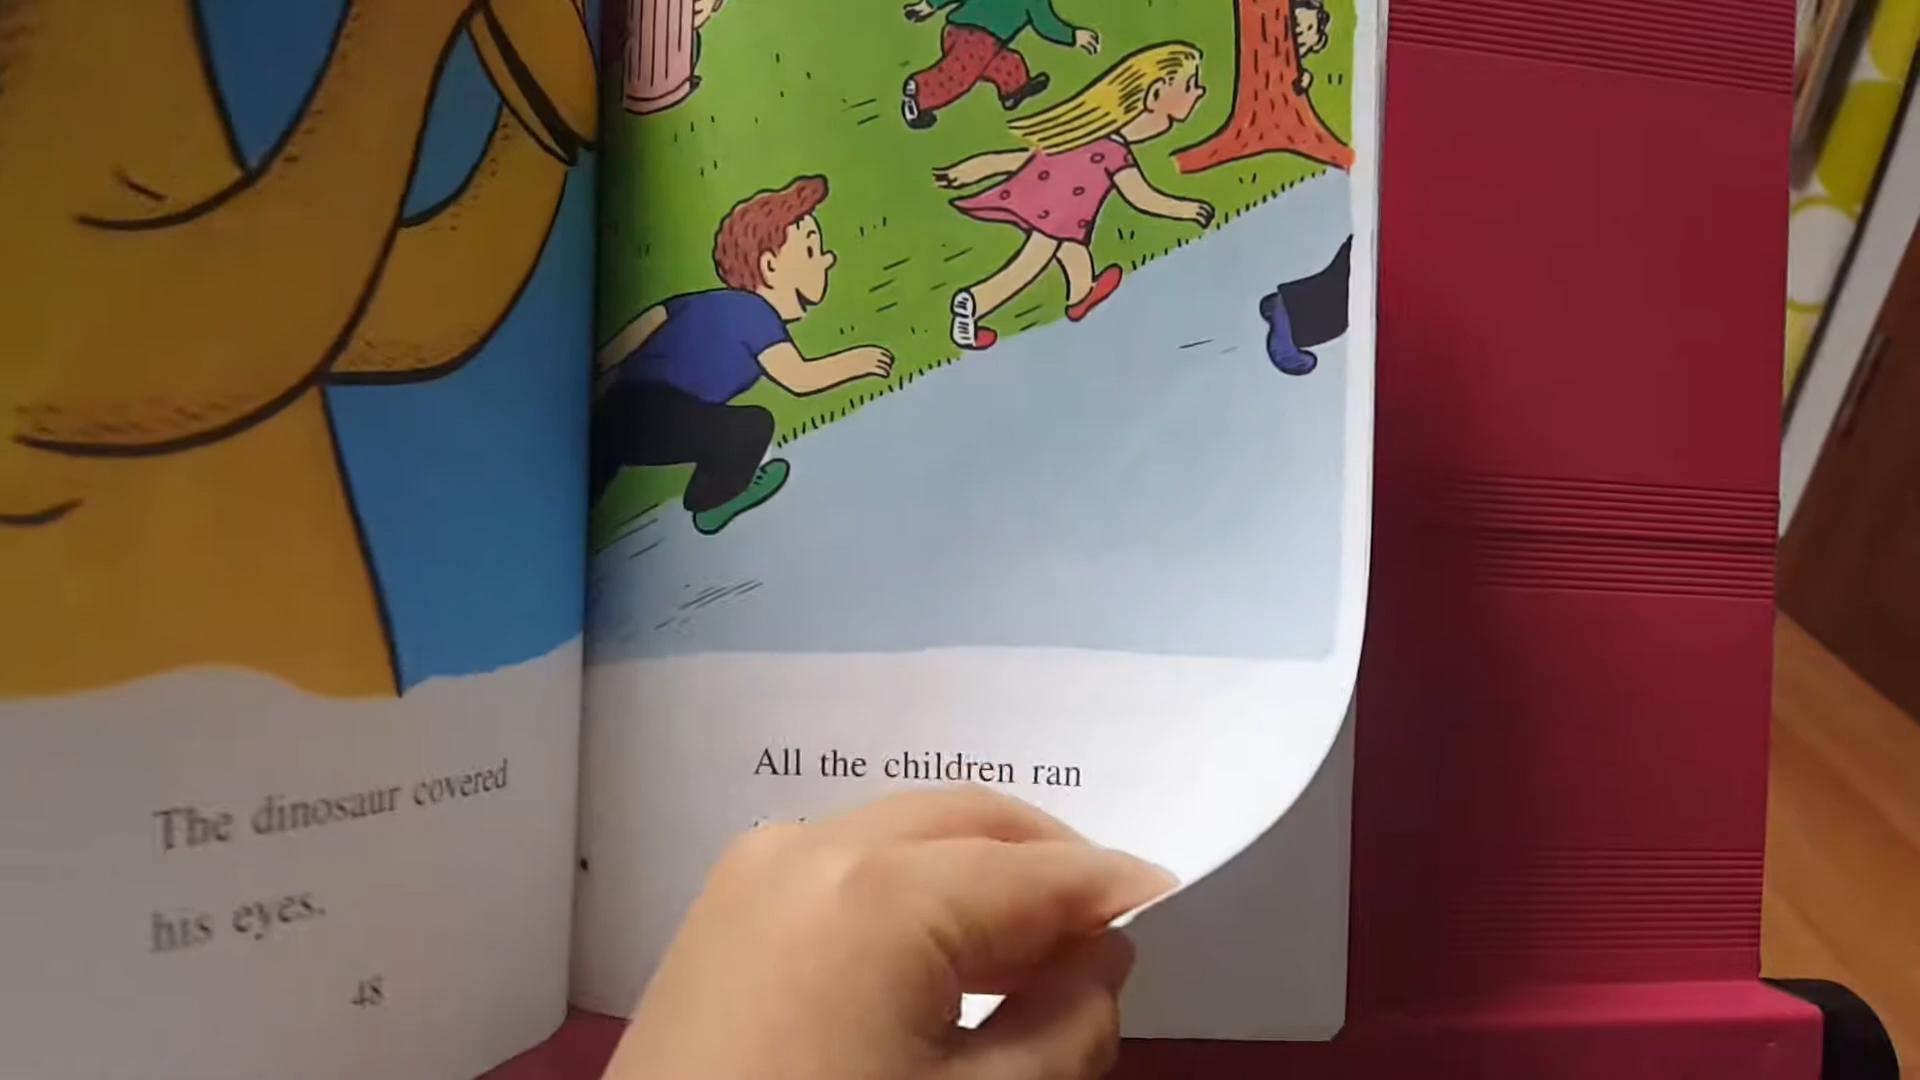 The dinosaur covered
his eyes.
48
All the children ran